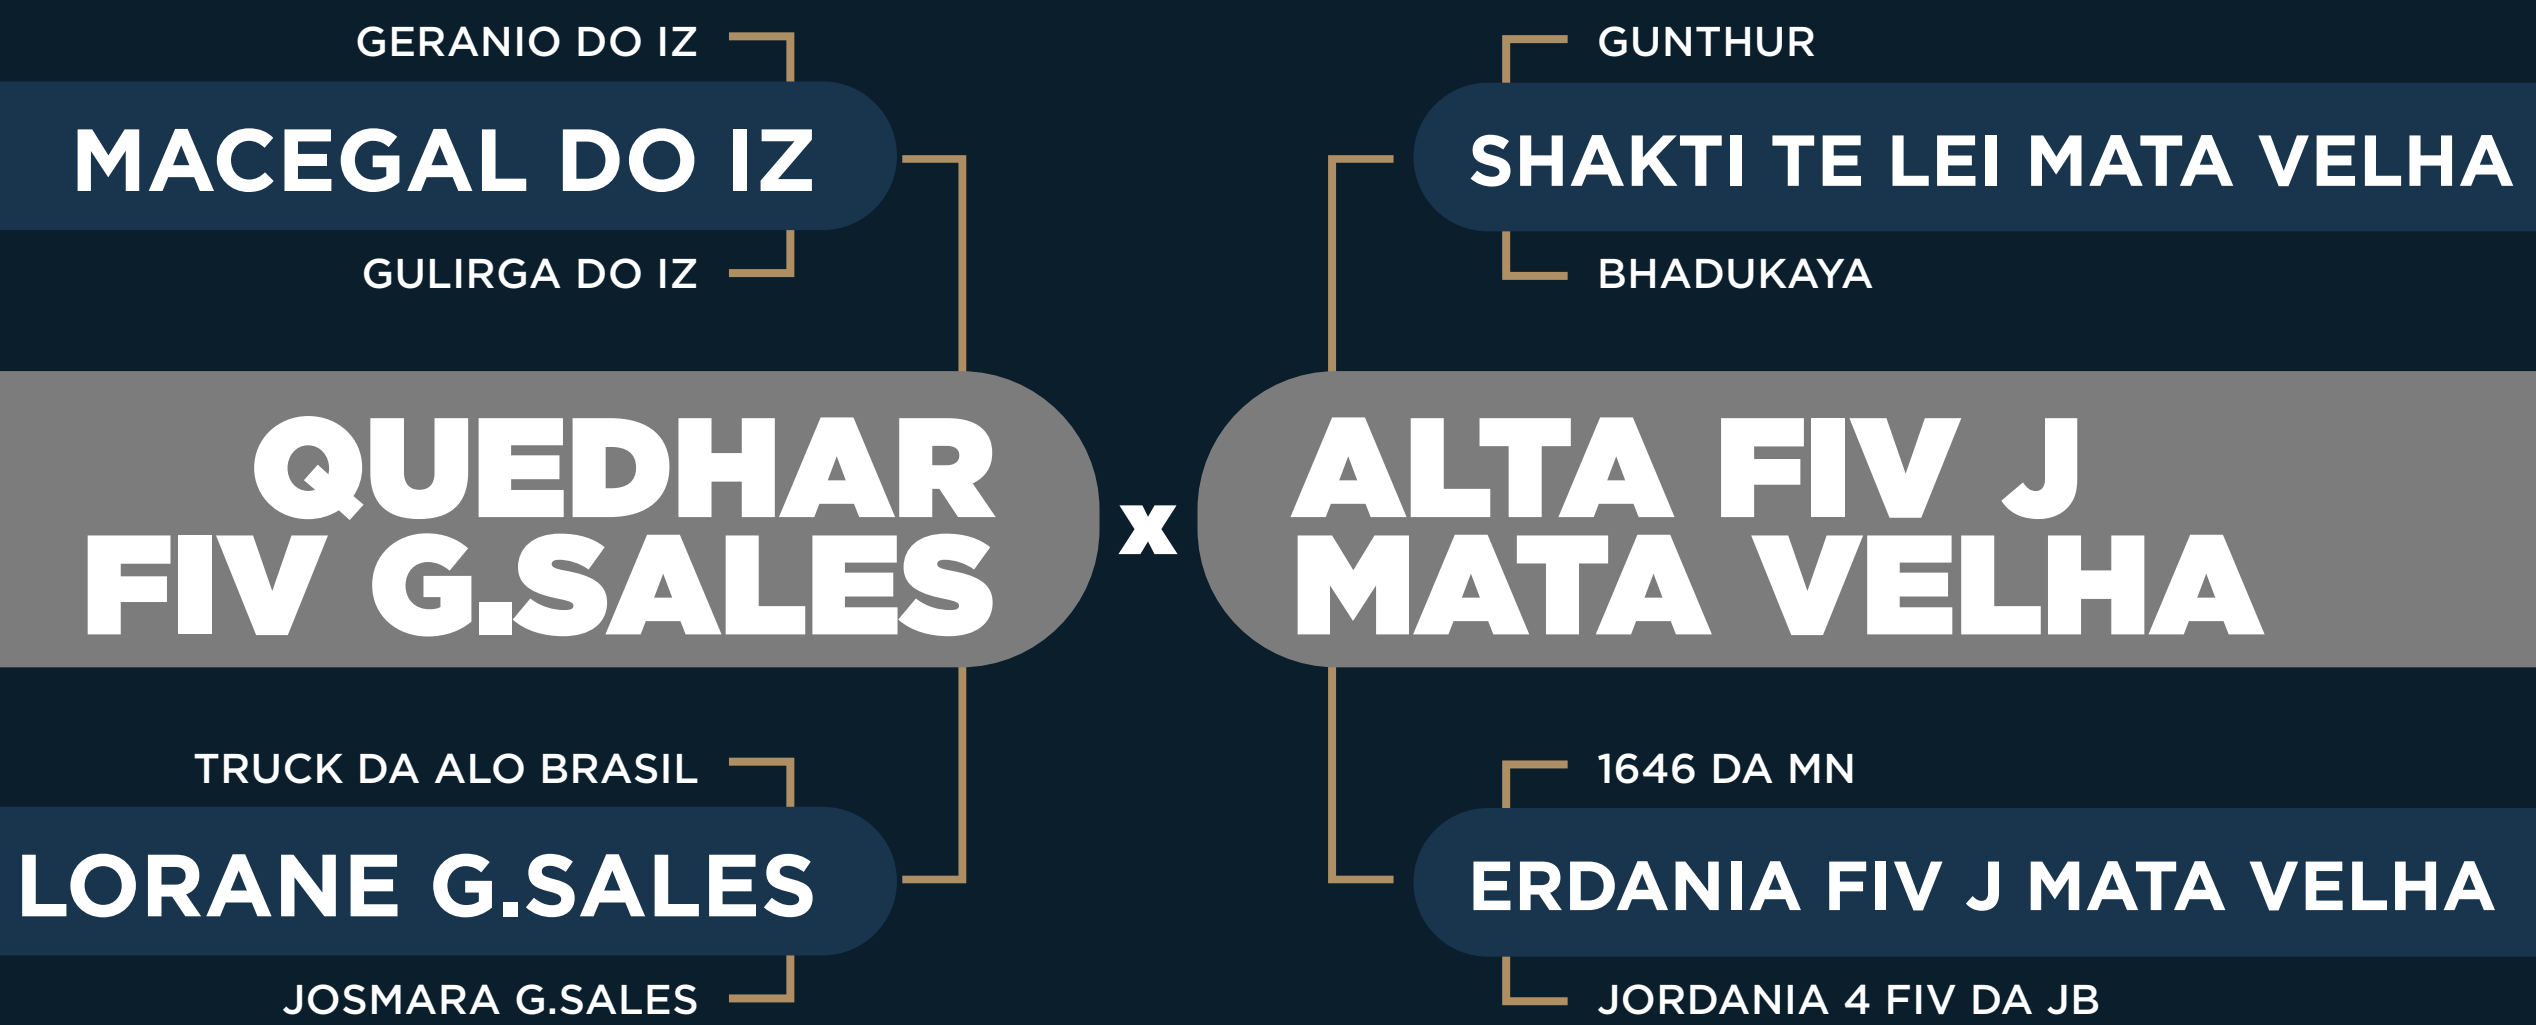 GERANIO DO IZ
MACEGAL DO IZ
GULIRGA DO IZ
QUEDHAR
FIV G.SALES
TRUCK DA ALO BRASIL
LORANE G.SALES
JOSMARA G.SALES
x
GUNTHUR
SHAKTI TE LEI MATA VELHA
BHADUKAYA
ALTA FIV J
MATA VELHA
1646 DA MN
ERDANIA FIV J MATA VELHA
JORDANIA 4 FIV DA JB